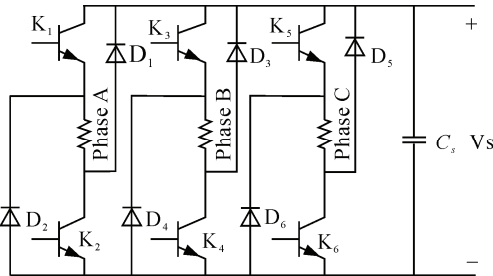 K1
K3
K5
+
D1
D3
D5
Phase A
Phase B
Phase C
Cs Vs
D2
D4
D6
K2
K4
K6
−